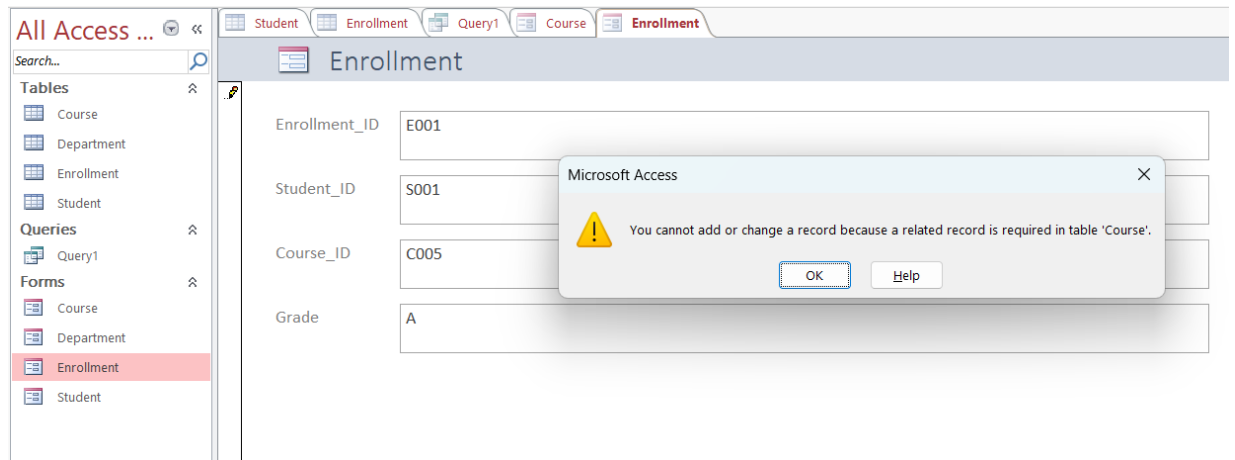 All Access ...
«
Student
Enrollment
Query1
Course
Enrollment
Search...
Enrollment
Tables
Course
Department
Enrollment
Student
Queries
Query1
Forms
Course
Department
Enrollment
Student
Enrollment_ID
E001
Student_ID
S001
Course_ID
C005
Grade
A
Microsoft Access
You cannot add or change a record because a related record is required in table 'Course'.
OK
Help